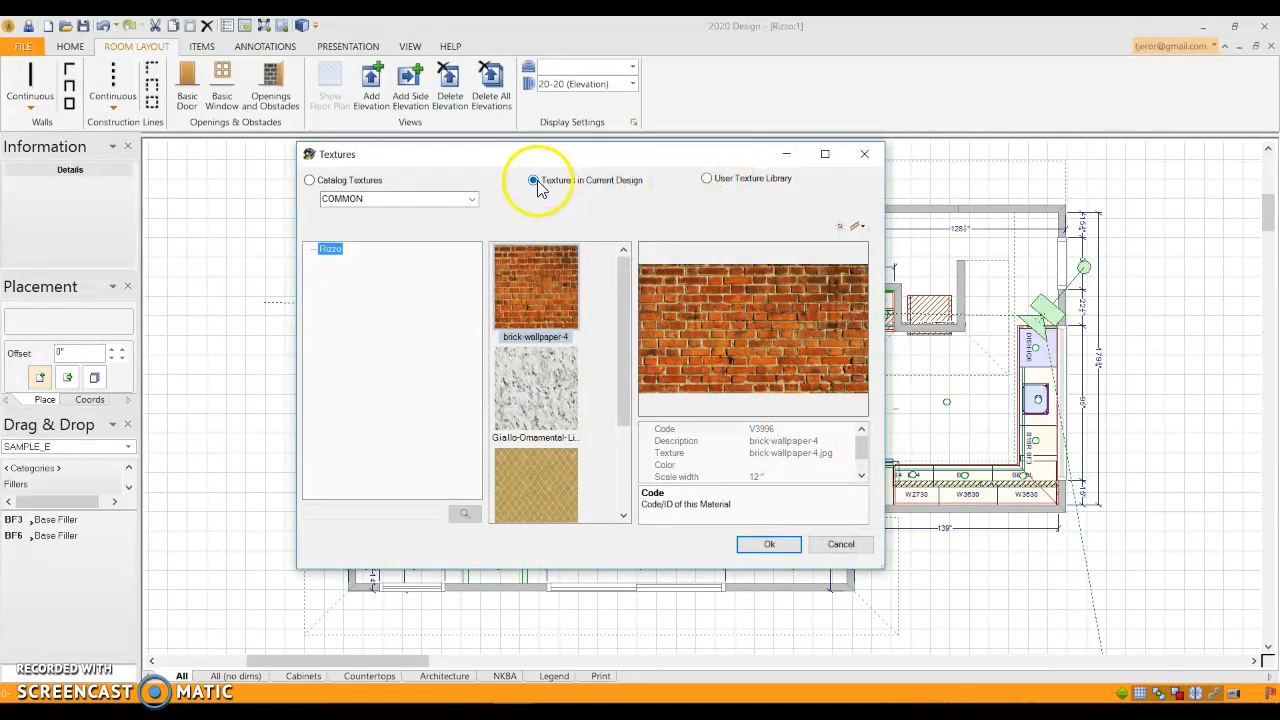 2020 Design - [Rizzo:1]
FILE HOME ROOM LAYOUT ITEMS ANNOTATIONS PRESENTATION VIEW HELP tjeror@gmail.com
Continuous Continuous Basic Door Basic Window Openings and Obstacles Show Floor Plan Add Elevation Add Side Elevation Delete Elevation Delete All Elevations 20-20 (Elevation)
Walls Construction Lines Openings & Obstacles Views Display Settings
Information
Details
Placement
Offset: 0"
Place Coords
Drag & Drop
SAMPLE_E
< Categories >
Fillers
BF3 Base Filler
BF6 Base Filler
Textures
Catalog Textures Textures in Current Design User Texture Library
COMMON
Rizzo
brick-wallpaper-4
Giallo-Ornamental-Li..
Code V3996
Description brick-wallpaper-4
Texture brick-wallpaper-4.jpg
Color
Scale width 12 "
Code
Code/ID of this Material
Ok Cancel
W2730 W3630 W3630
139"
All All (no dims) Cabinets Countertops Architecture NKBA Legend Print
RECORDED WITH
SCREENCAST MATIC